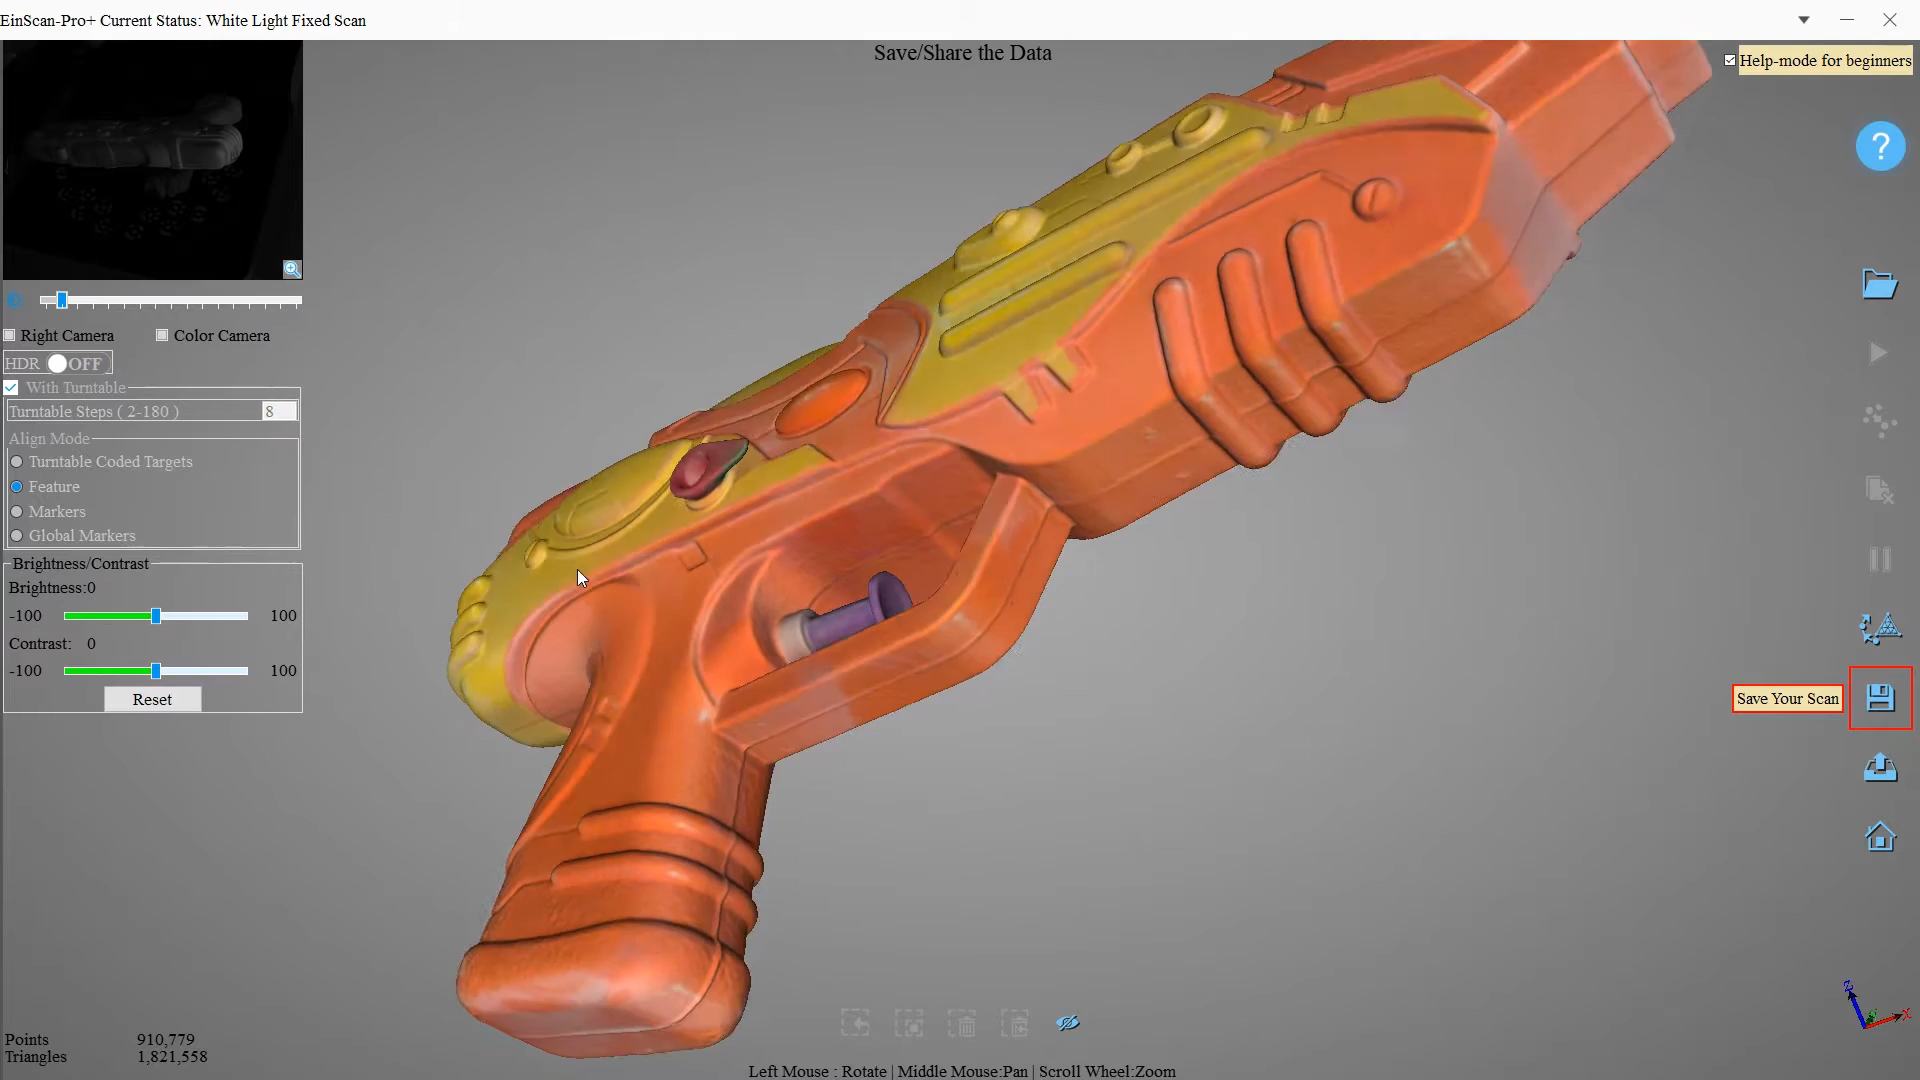 EinScan-Pro+ Current Status: White Light Fixed Scan
Save/Share the Data
Help-mode for beginners
?
Right Camera
Color Camera
HDR OFF
With Turntable
Turntable Steps ( 2-180 ) 8
Align Mode
Turntable Coded Targets
Feature
Markers
Global Markers
Brightness/Contrast
Brightness:0
-100 100
Contrast: 0
-100 100
Reset
Save Your Scan
Z
X
Points 910,779
Triangles 1,821,558
Left Mouse : Rotate | Middle Mouse:Pan | Scroll Wheel:Zoom